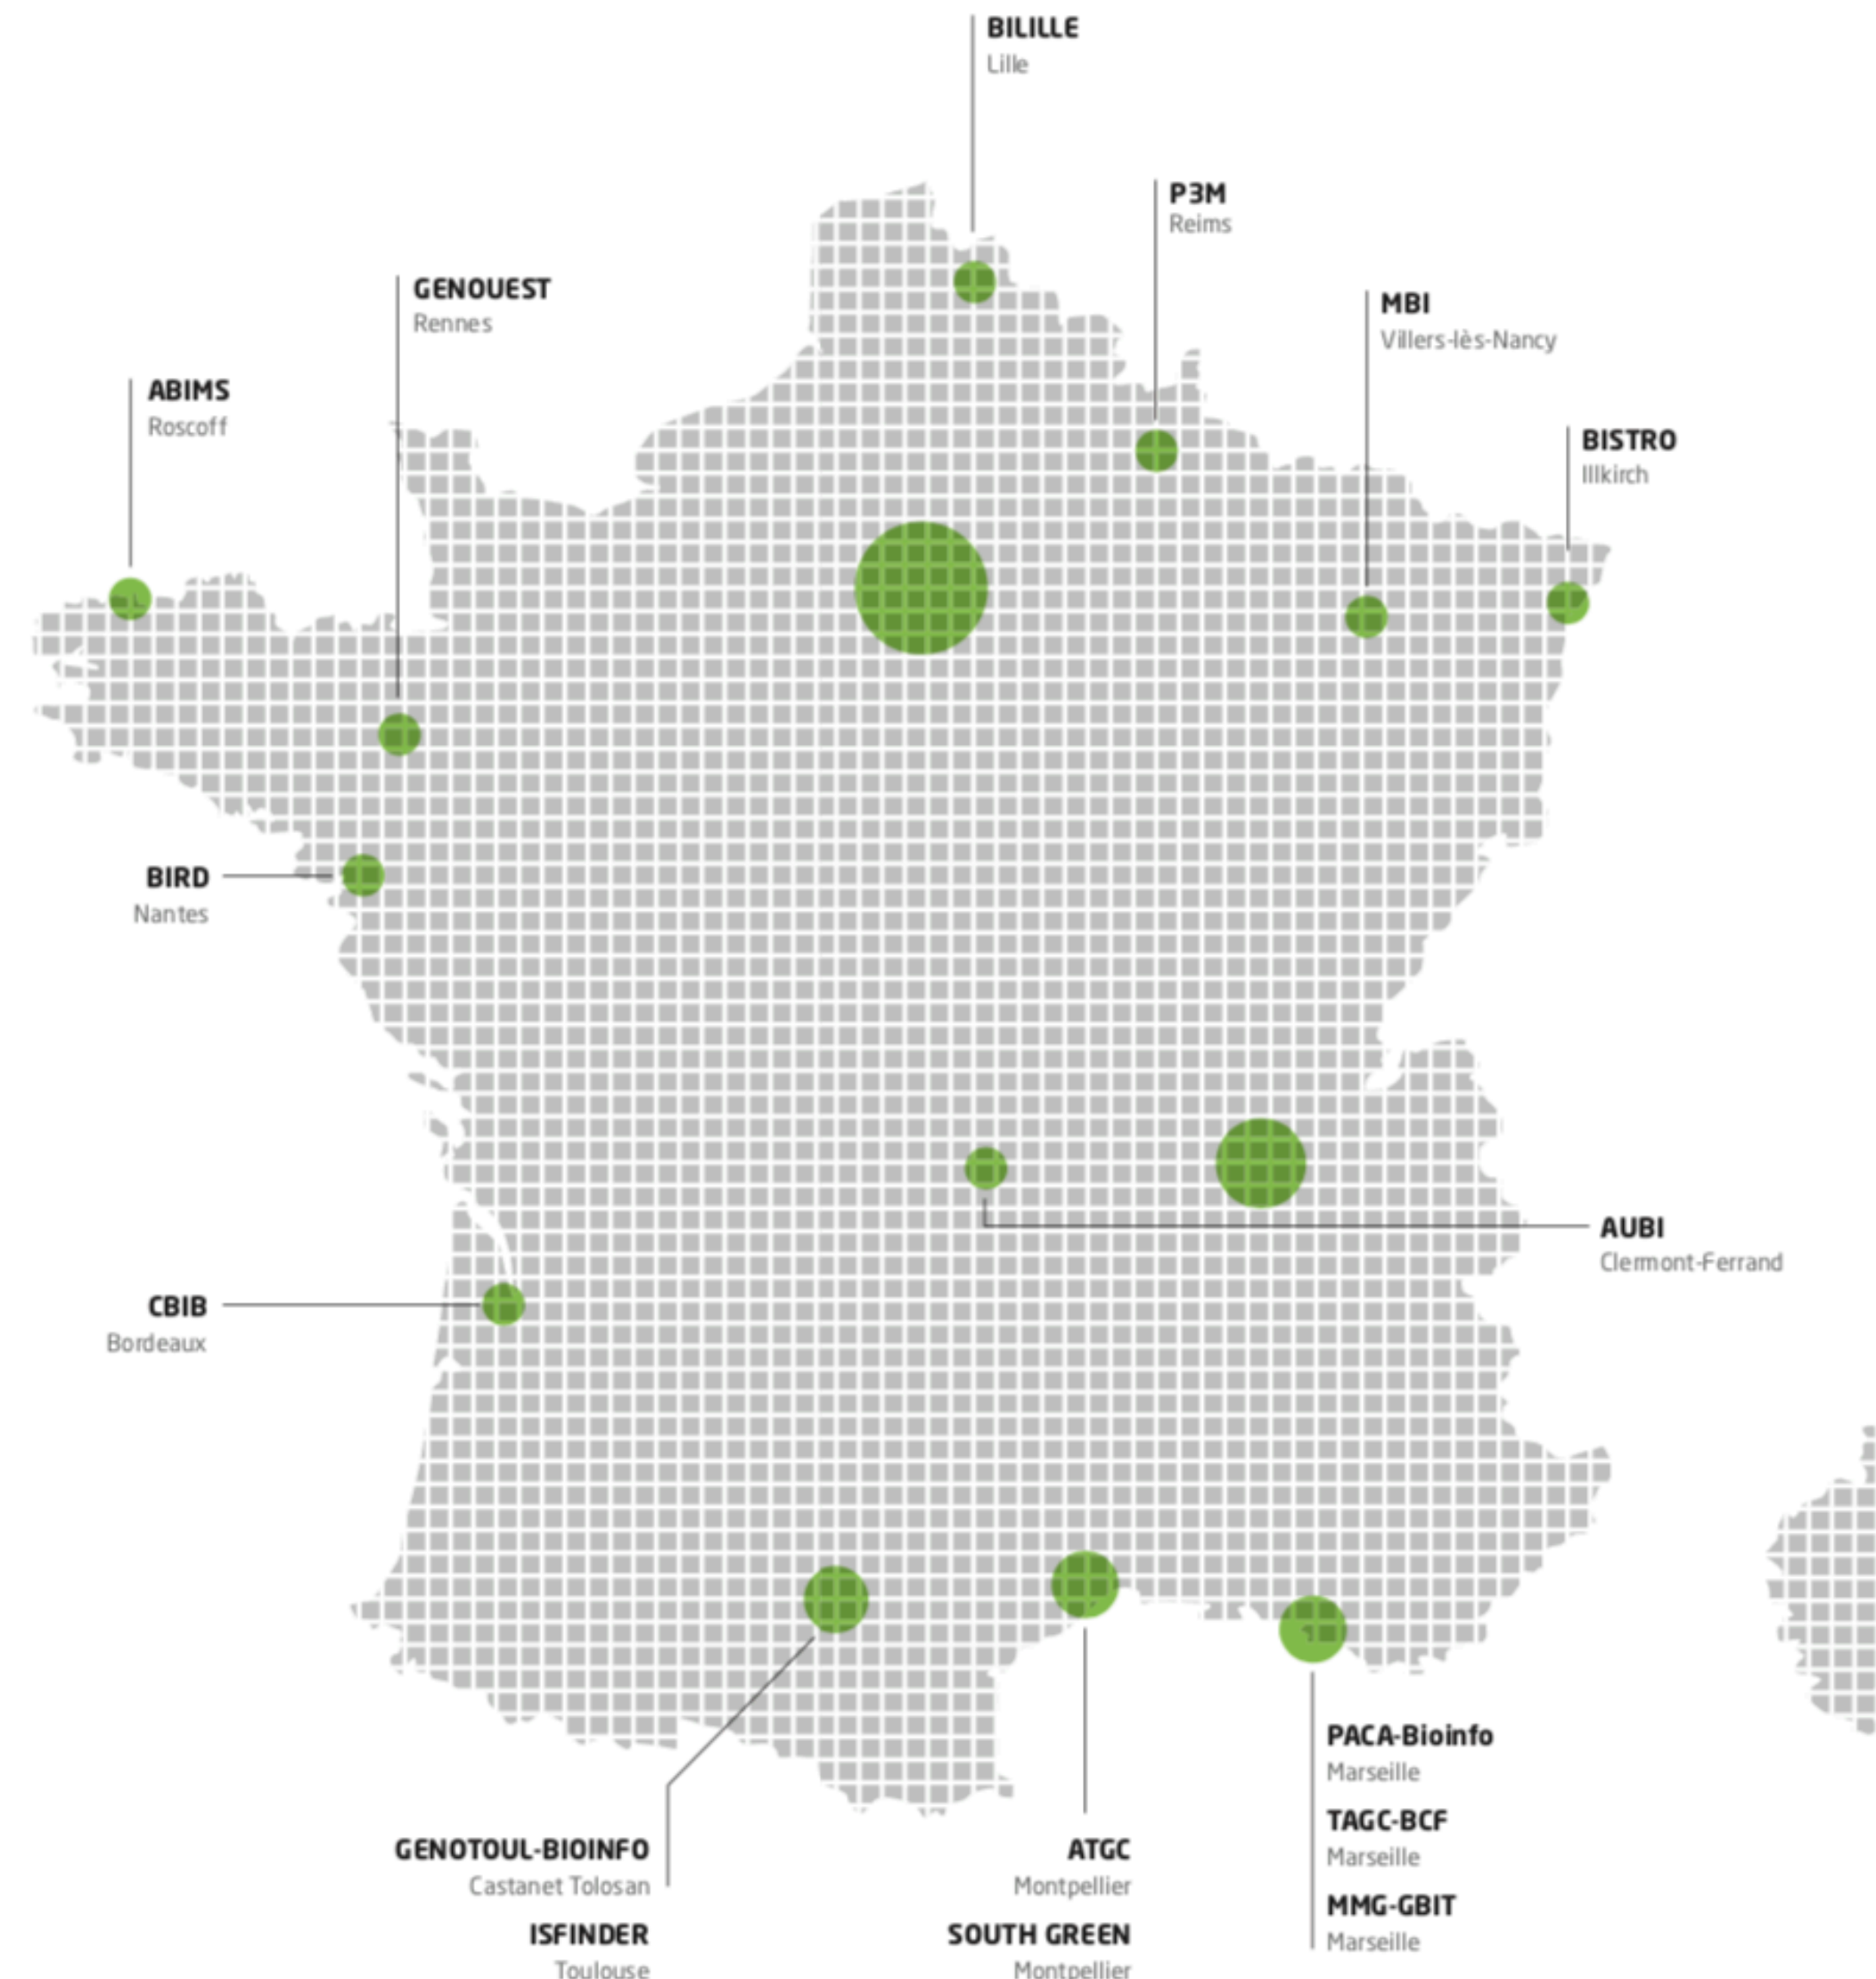 BILILLE
Lille
P3M
Reims
GENOUEST
Rennes
MBI
Villers-lès-Nancy
ABIMS
Roscoff
BISTRO
Illkirch
BIRD
Nantes
AUBI
Clermont-Ferrand
CBIB
Bordeaux
PACA-Bioinfo
Marseille
TAGC-BCF
Marseille
MMG-GBIT
Marseille
GENOTOUL-BIOINFO
Castanet Tolosan
ISFINDER
Toulouse
ATGC
Montpellier
SOUTH GREEN
Montpellier